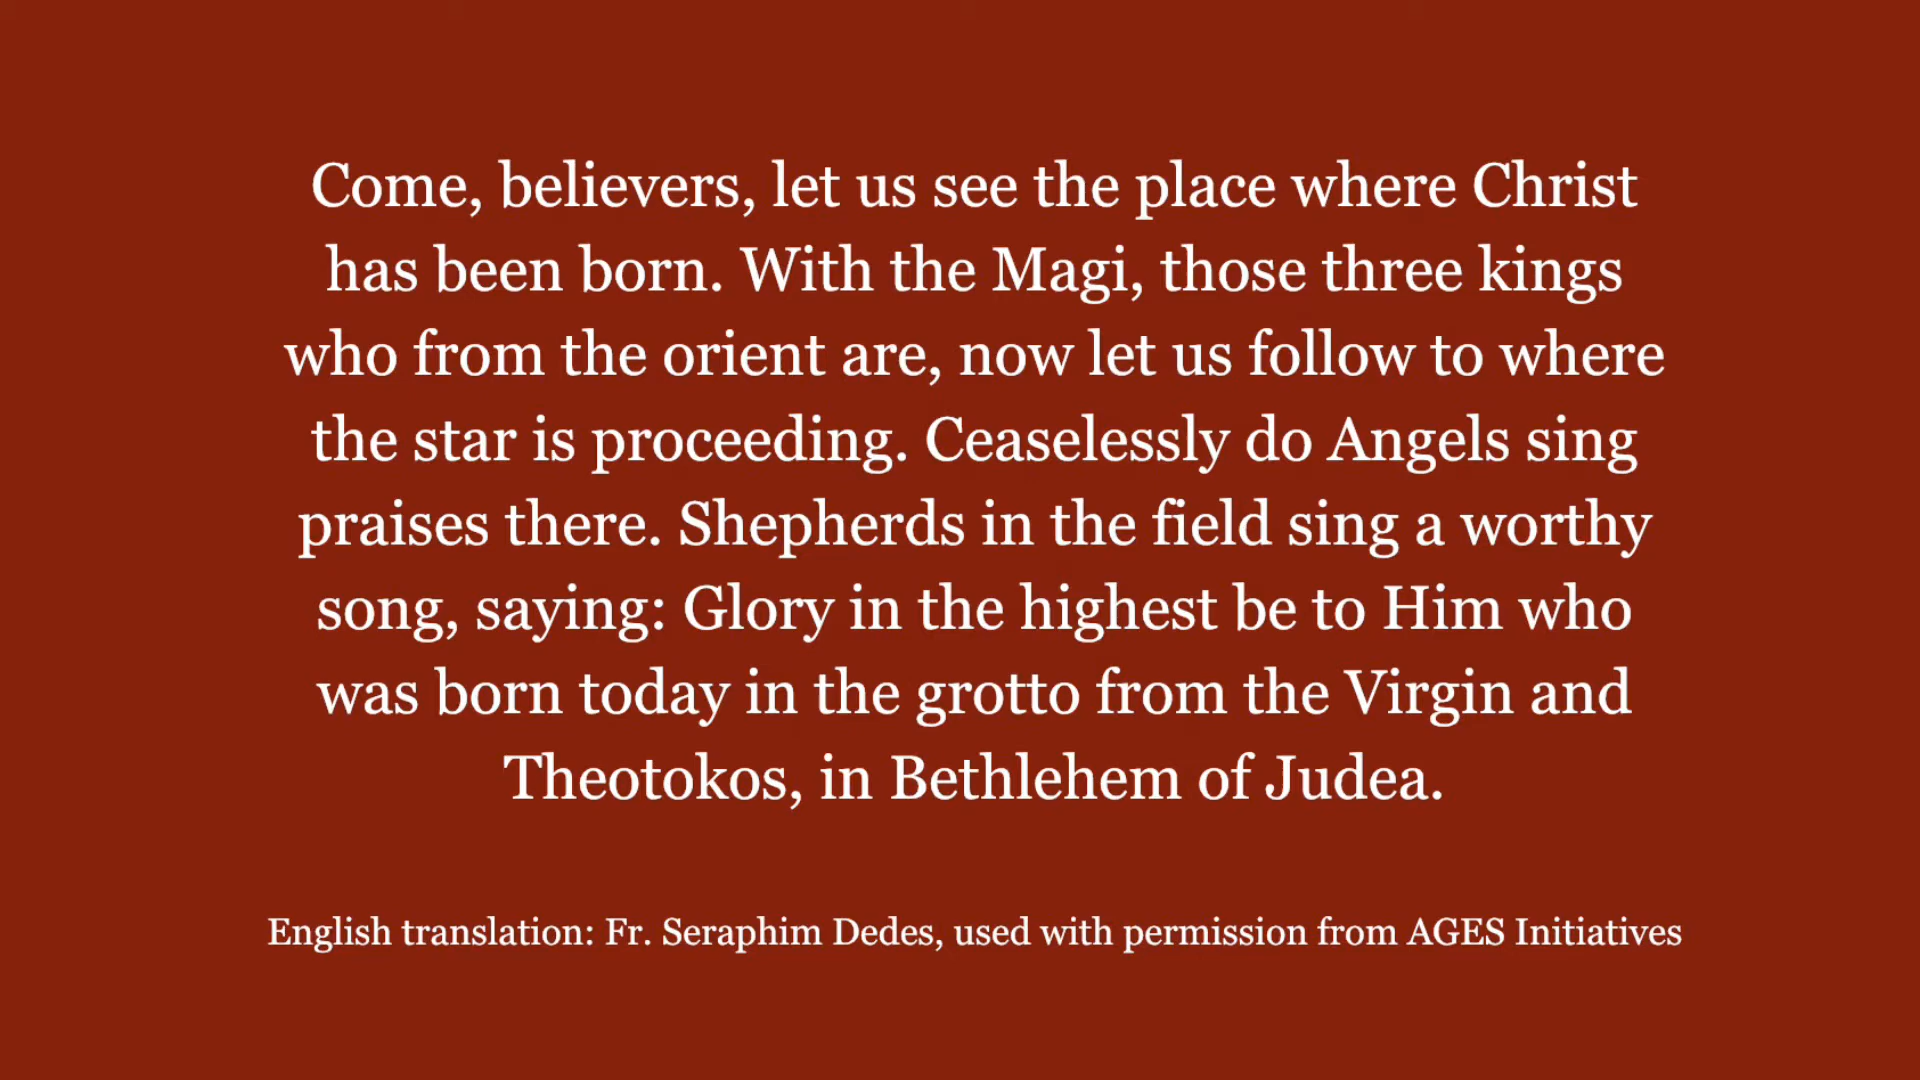 Come, believers, let us see the place where Christ
has been born. With the Magi, those three kings
who from the orient are, now let us follow to where
the star is proceeding. Ceaselessly do Angels sing
praises there. Shepherds in the field sing a worthy
song, saying: Glory in the highest be to Him who
was born today in the grotto from the Virgin and
Theotokos, in Bethlehem of Judea.
English translation: Fr. Seraphim Dedes, used with permission from AGES Initiatives